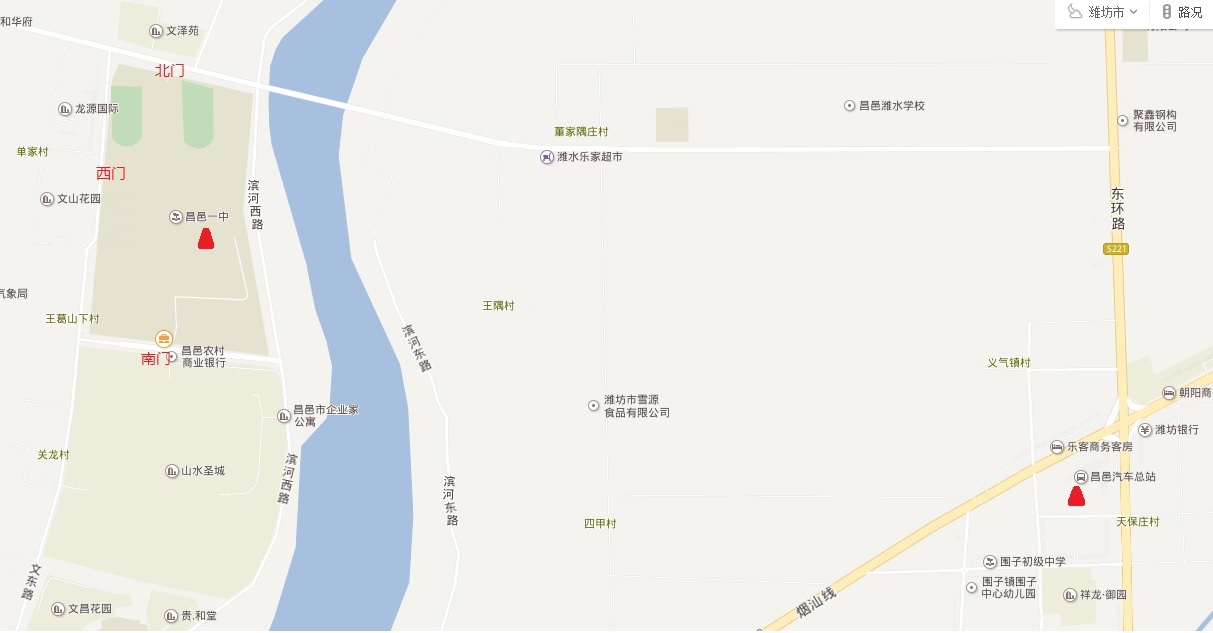 潍坊市
路况
和华府
文泽苑
北门
龙源国际
昌邑潍水学校
聚鑫钢构
有限公司
董家隅庄村
潍水乐家超市
单家村
西门
文山花园
滨河西路
昌邑一中
东环路
S221
气象局
王隅村
王葛山下村
滨河东路
昌邑农村
商业银行
南门
义气镇村
潍坊市雪源
食品有限公司
朝阳商
昌邑市企业家
公寓
潍坊银行
乐客商务客房
关龙村
山水圣城
滨河西路
昌邑汽车总站
滨河东路
四甲村
天保庄村
围子初级中学
文东路
围子镇围子
中心幼儿园
祥龙·御园
烟汕线
文昌花园
贵.和堂